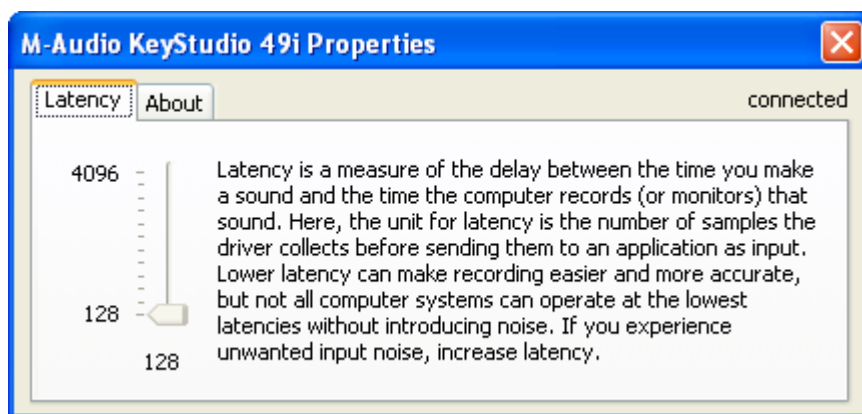 M-Audio KeyStudio 49i Properties
Latency
About
connected
4096
128
128
Latency is a measure of the delay between the time you make
a sound and the time the computer records (or monitors) that
sound. Here, the unit for latency is the number of samples the
driver collects before sending them to an application as input.
Lower latency can make recording easier and more accurate,
but not all computer systems can operate at the lowest
latencies without introducing noise. If you experience
unwanted input noise, increase latency.